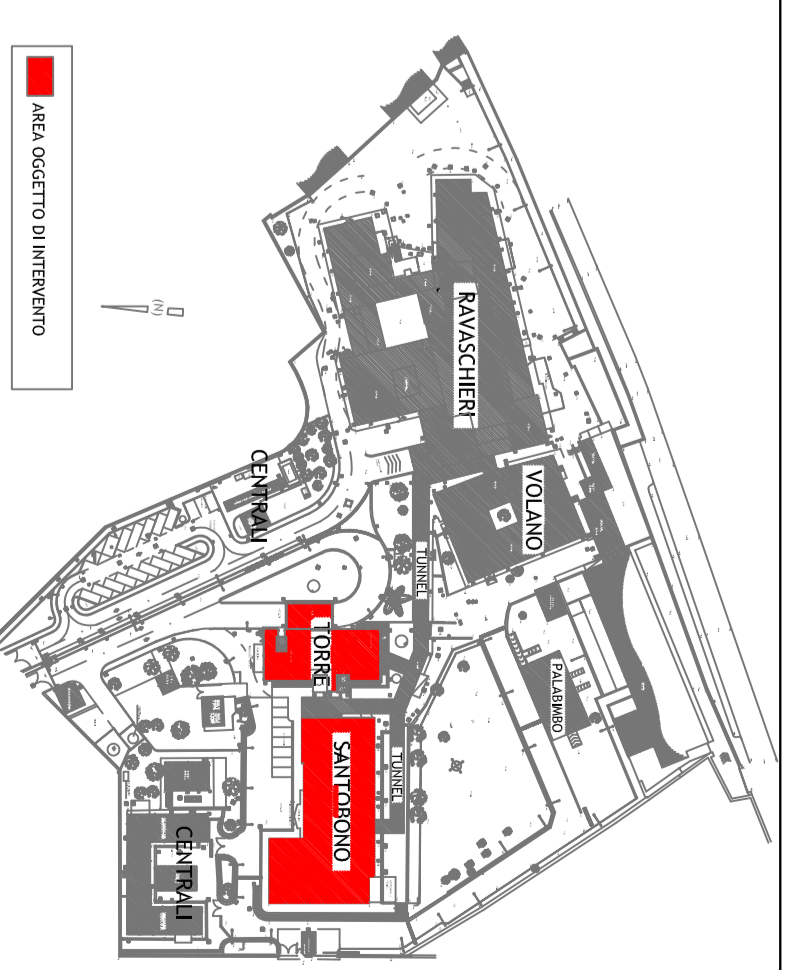 AREA OGGETTO DI INTERVENTO
(N)
RAVASCHIERI
VOLANO
CENTRALI
TUNNEL
TORRE
PALABIMBO
TUNNEL
SANTOBONO
CENTRALI